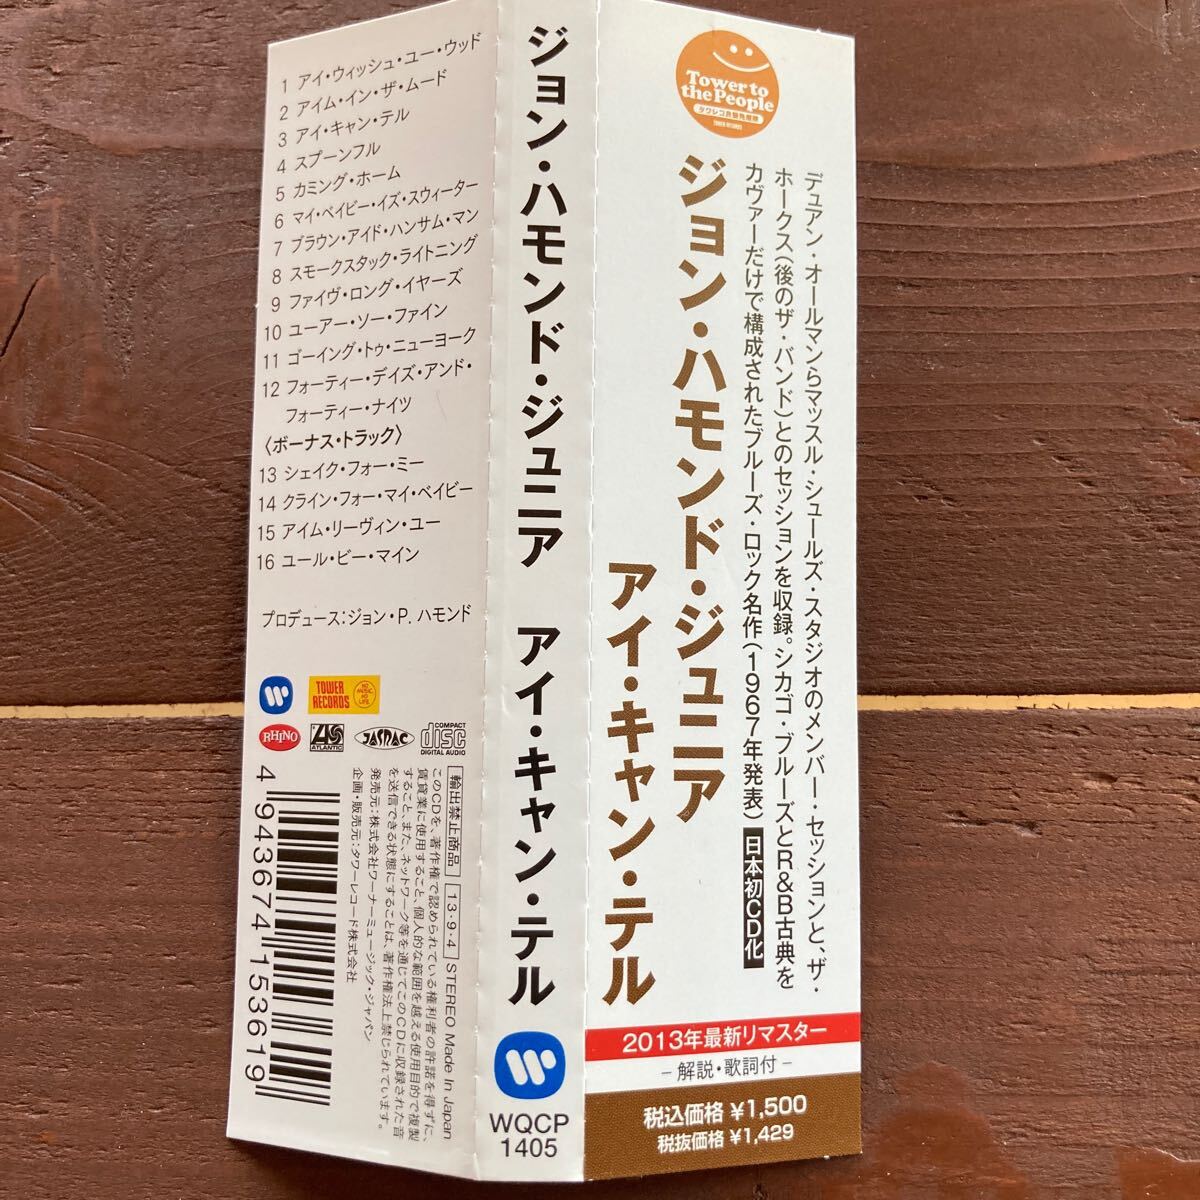 1 アイ・ウィッシュ・ユー・ウッド
2 アイム・イン・ザ・ムード
3 アイ・キャン・テル
4 スプーンフル
5 カミング・ホーム
6 マイ・ベイビー・イズ・スウィーター
7 ブラウン・アイド・ハンサム・マン
8 スモークスタック・ライトニング
9 ファイヴ・ロング・イヤーズ
10 ユーアー・ソー・ファイン
11 ゴーイング・トゥ・ニューヨーク
12 フォーティー・デイズ・アンド・
フォーティー・ナイツ
〈ボーナス・トラック〉
13 シェイク・フォー・ミー
14 クライン・フォー・マイ・ベイビー
15 アイム・リーヴィン・ユー
16 ユール・ビー・マイン
プロデュース：ジョン・P. ハモンド
TOWER RECORDS
NO MUSIC NO LIFE
RHINO
ATLANTIC
JASRAC
COMPACT disc DIGITAL AUDIO
4 943674 153619
輸出禁止商品 13・9・4 STEREO Made In Japan
このCDを、著作権で認められている権利者の許諾を得ずに、
賃貸業に使用すること、個人的な範囲を越える使用目的で複製
すること、また、ネットワーク等を通じてこのCDに収録された音
を送信できる状態にすることは、著作権法上禁じられています。
発売元：株式会社ワーナーミュージック・ジャパン
企画・販売元：タワーレコード株式会社
ジョン・ハモンド・ジュニア アイ・キャン・テル
WQCP
1405
Tower to
the People
TOWER RECORDS
デュアン・オールマンらマッスル・ショールズ・スタジオのメンバー・セッションと、ザ・
ホークス(後のザ・バンド)とのセッションを収録。シカゴ・ブルーズとR&B古典を
カヴァーだけで構成されたブルーズ・ロック名作(1967年発表) 日本初CD化
ジョン・ハモンド・ジュニア
アイ・キャン・テル
2013年最新リマスター
– 解説・歌詞付 –
税込価格 ¥1,500
税抜価格 ¥1,429